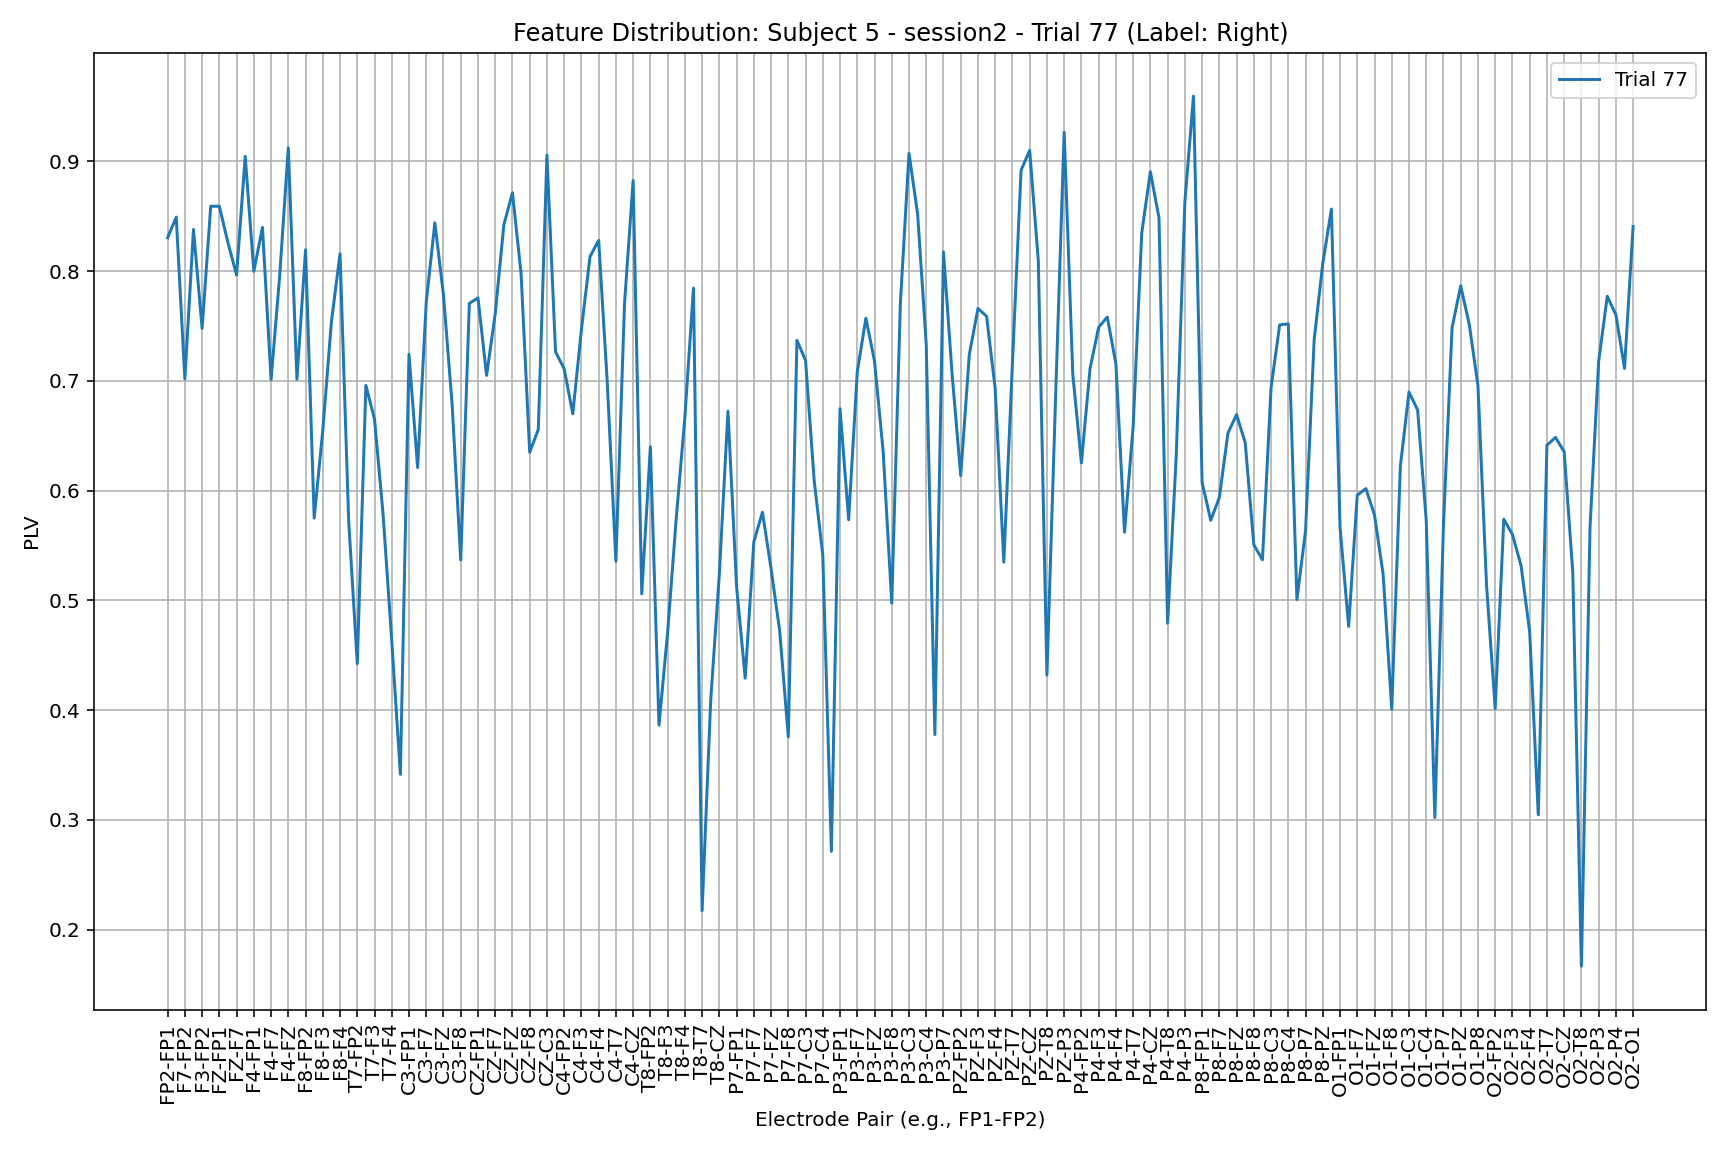 Feature Distribution: Subject 5 - session2 - Trial 77 (Label: Right)
Trial 77
PLV
0.9
0.8
0.7
0.6
0.5
0.4
0.3
0.2
FP2-FP1
F7-FP2
F3-FP2
FZ-FP1
FZ-F7
F4-FP1
F4-F7
F4-FZ
F8-FP2
F8-F3
F8-F4
T7-FP2
T7-F3
T7-F4
C3-FP1
C3-F7
C3-FZ
C3-F8
CZ-FP1
CZ-F7
CZ-FZ
CZ-F8
CZ-C3
C4-FP2
C4-F3
C4-F4
C4-T7
C4-CZ
T8-FP2
T8-F3
T8-F4
T8-T7
T8-CZ
P7-FP1
P7-F7
P7-FZ
P7-F8
P7-C3
P7-C4
P3-FP1
P3-F7
P3-FZ
P3-F8
P3-C3
P3-C4
P3-P7
PZ-FP2
PZ-F3
PZ-F4
PZ-T7
PZ-CZ
PZ-T8
PZ-P3
P4-FP2
P4-F3
P4-F4
P4-T7
P4-CZ
P4-T8
P4-P3
P8-FP1
P8-F7
P8-FZ
P8-F8
P8-C3
P8-C4
P8-P7
P8-PZ
O1-FP1
O1-F7
O1-FZ
O1-F8
O1-C3
O1-C4
O1-P7
O1-PZ
O1-P8
O2-FP2
O2-F3
O2-F4
O2-T7
O2-CZ
O2-T8
O2-P3
O2-P4
O2-O1
Electrode Pair (e.g., FP1-FP2)